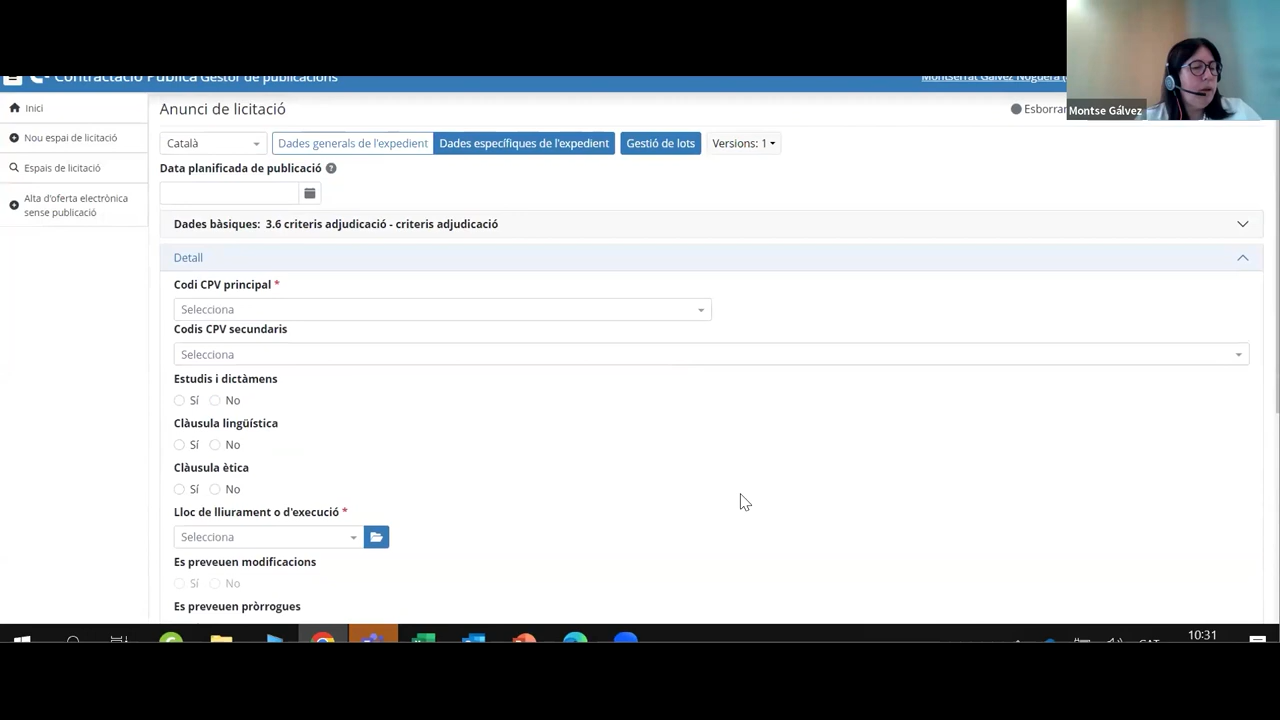 Contractació Pública Gestor de publicacions
Montserrat Gálvez Noguera (
Montse Gálvez
Inici
Nou espai de licitació
Espais de licitació
Alta d'oferta electrònica
sense publicació
Anunci de licitació
Esborran
Català
Dades generals de l'expedient
Dades específiques de l'expedient
Gestió de lots
Versions: 1
Data planificada de publicació
Dades bàsiques: 3.6 criteris adjudicació - criteris adjudicació
Detall
Codi CPV principal *
Selecciona
Codis CPV secundaris
Selecciona
Estudis i dictàmens
Sí No
Clàusula lingüística
Sí No
Clàusula ètica
Sí No
Lloc de lliurament o d'execució *
Selecciona
Es preveuen modificacions
Sí No
Es preveuen pròrrogues
10:31